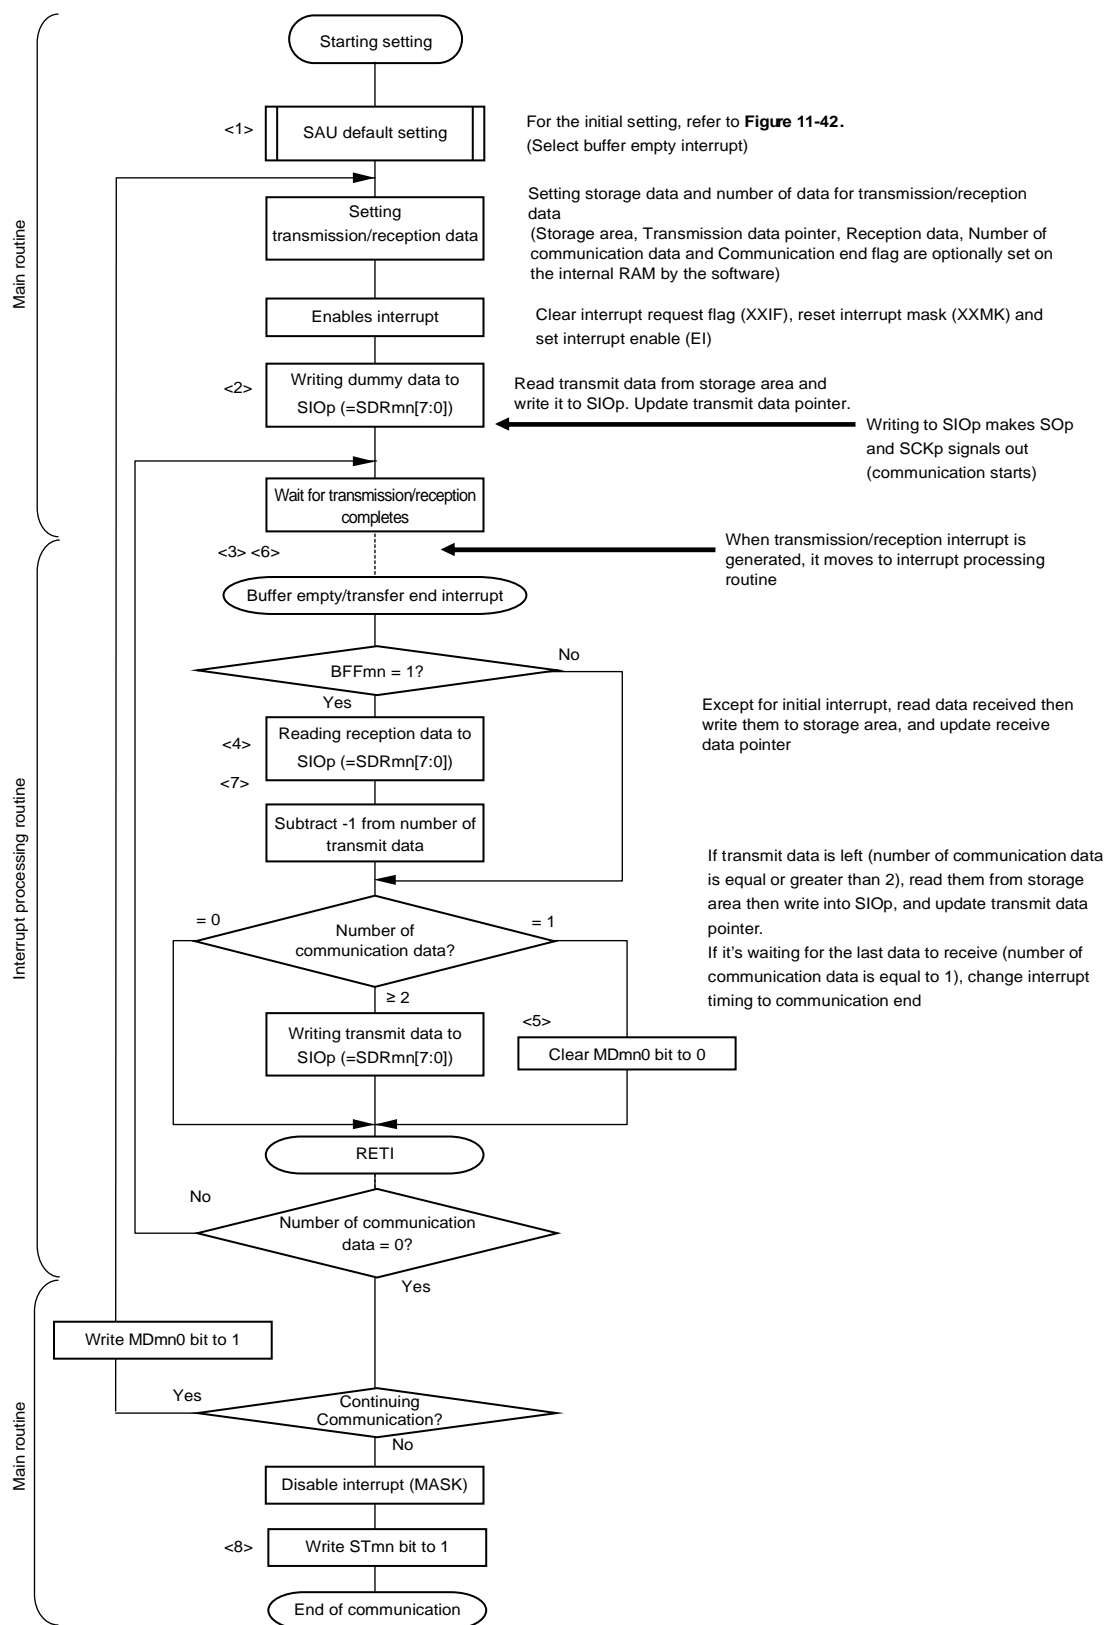 Starting setting
<1>
SAU default setting
For the initial setting, refer to Figure 11-42.
(Select buffer empty interrupt)
Main routine
Setting
transmission/reception data
Setting storage data and number of data for transmission/reception
data
(Storage area, Transmission data pointer, Reception data, Number of
communication data and Communication end flag are optionally set on
the internal RAM by the software)
Enables interrupt
Clear interrupt request flag (XXIF), reset interrupt mask (XXMK) and
set interrupt enable (EI)
<2>
Writing dummy data to
SIOp (=SDRmn[7:0])
Read transmit data from storage area and
write it to SIOp. Update transmit data pointer.
Writing to SIOp makes SOp
and SCKp signals out
(communication starts)
Wait for transmission/reception
completes
<3> <6>
When transmission/reception interrupt is
generated, it moves to interrupt processing
routine
Buffer empty/transfer end interrupt
BFFmn = 1?
No
Yes
Interrupt processing routine
<4>
Reading reception data to
SIOp (=SDRmn[7:0])
<7>
Except for initial interrupt, read data received then
write them to storage area, and update receive
data pointer
Subtract -1 from number of
transmit data
If transmit data is left (number of communication data
is equal or greater than 2), read them from storage
area then write into SIOp, and update transmit data
pointer.
If it's waiting for the last data to receive (number of
communication data is equal to 1), change interrupt
timing to communication end
= 0
Number of
communication data?
= 1
≥ 2
Writing transmit data to
SIOp (=SDRmn[7:0])
<5>
Clear MDmn0 bit to 0
RETI
No
Number of communication
data = 0?
Yes
Main routine
Write MDmn0 bit to 1
Yes
Continuing
Communication?
No
Disable interrupt (MASK)
<8>
Write STmn bit to 1
End of communication